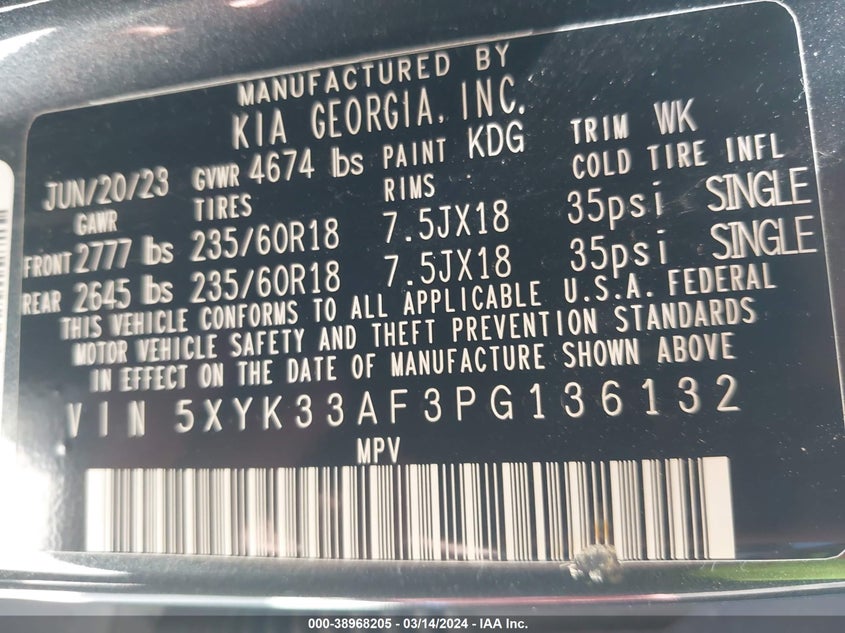 MANUFACTURED BY
KIA GEORGIA, INC.
JUN/20/23 GVWR 4674 lbs PAINT KDG TRIM WK
GAWR TIRES RIMS COLD TIRE INFL
FRONT 2777 lbs 235/60R18 7.5JX18 35psi SINGLE
REAR 2645 lbs 235/60R18 7.5JX18 35psi SINGLE
THIS VEHICLE CONFORMS TO ALL APPLICABLE U.S.A. FEDERAL
MOTOR VEHICLE SAFETY AND THEFT PREVENTION STANDARDS
IN EFFECT ON THE DATE OF MANUFACTURE SHOWN ABOVE
VIN 5XYK33AF3PG136132
MPV
000-38968205 - 03/14/2024 - IAA Inc.